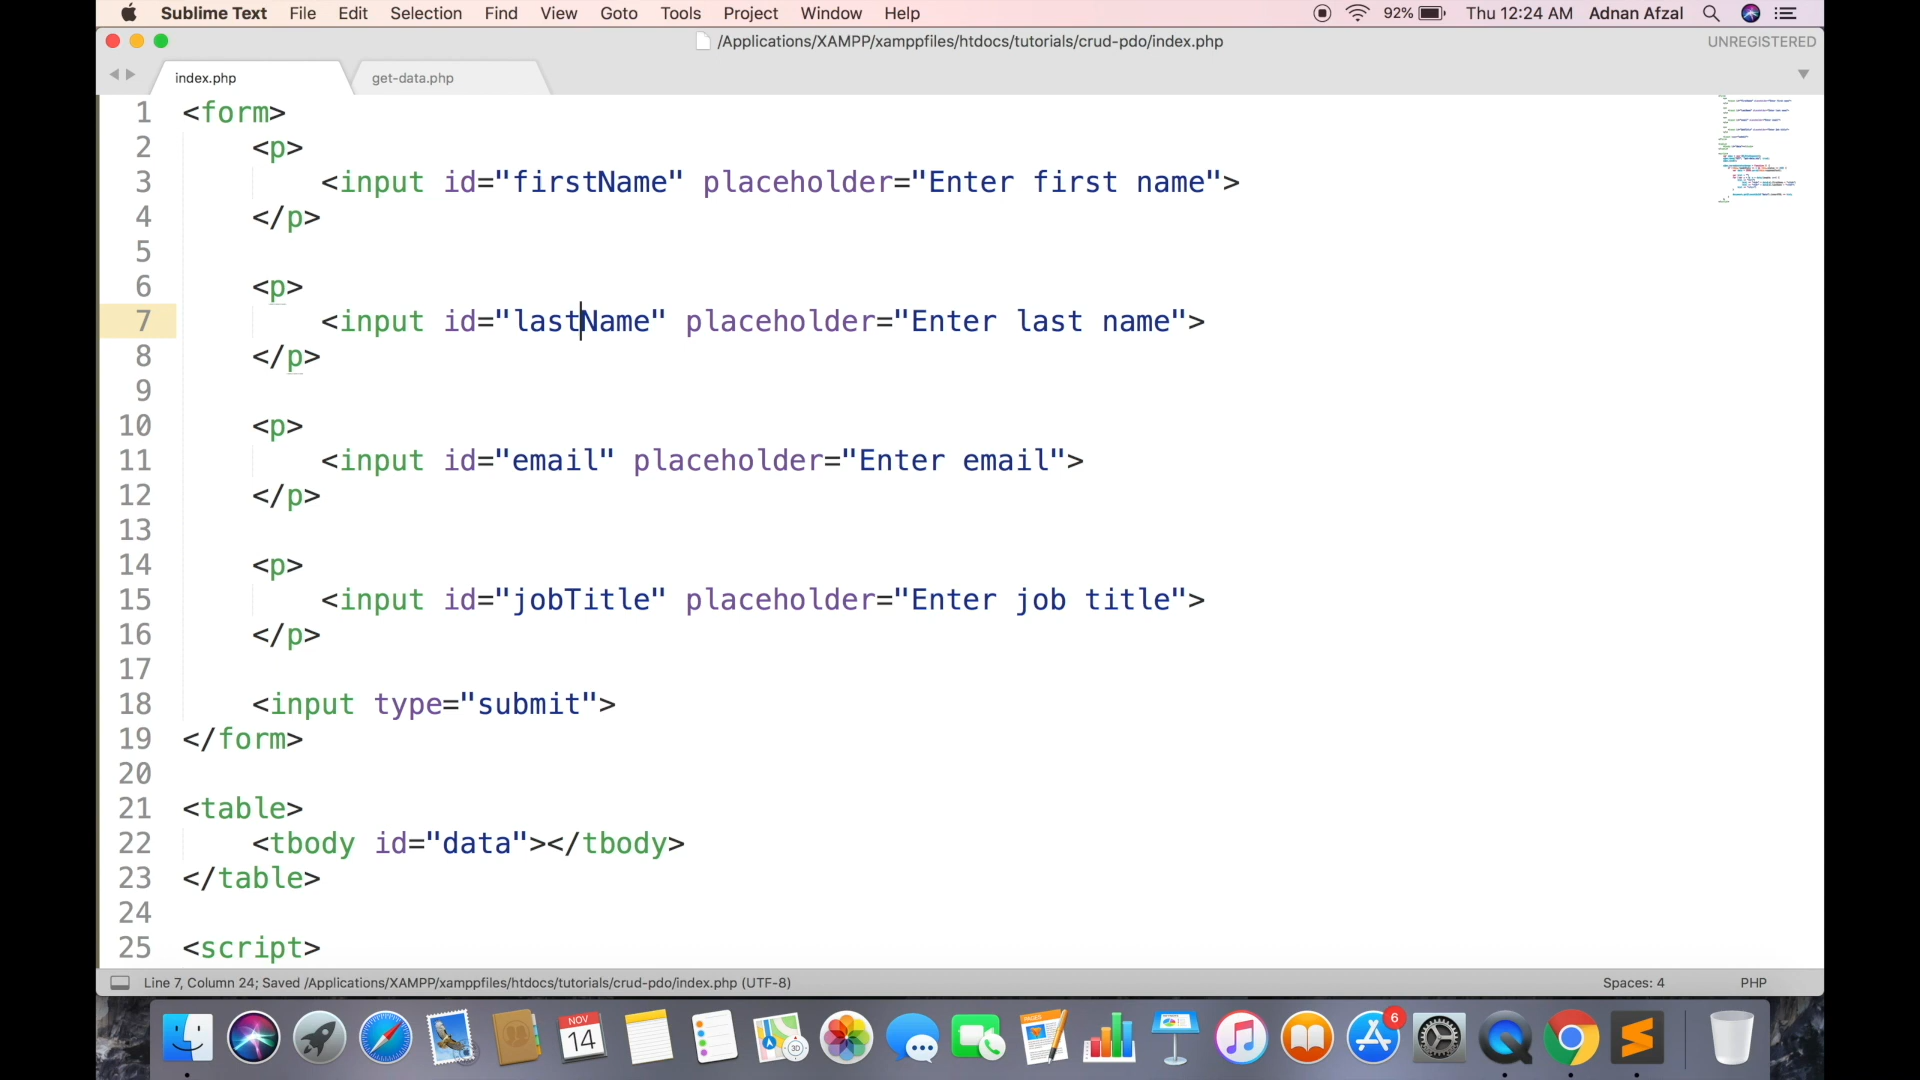 Sublime Text File Edit Selection Find View Goto Tools Project Window Help 92% Thu 12:24 AM Adnan Afzal
/Applications/XAMPP/xamppfiles/htdocs/tutorials/crud-pdo/index.php UNREGISTERED
index.php get-data.php
1 <form>
2 <p>
3 <input id="firstName" placeholder="Enter first name">
4 </p>
5
6 <p>
7 <input id="lastName" placeholder="Enter last name">
8 </p>
9
10 <p>
11 <input id="email" placeholder="Enter email">
12 </p>
13
14 <p>
15 <input id="jobTitle" placeholder="Enter job title">
16 </p>
17
18 <input type="submit">
19 </form>
20
21 <table>
22 <tbody id="data"></tbody>
23 </table>
24
25 <script>
Line 7, Column 24; Saved /Applications/XAMPP/xamppfiles/htdocs/tutorials/crud-pdo/index.php (UTF-8) Spaces: 4 PHP
NOV
14
3D
PAGES
6